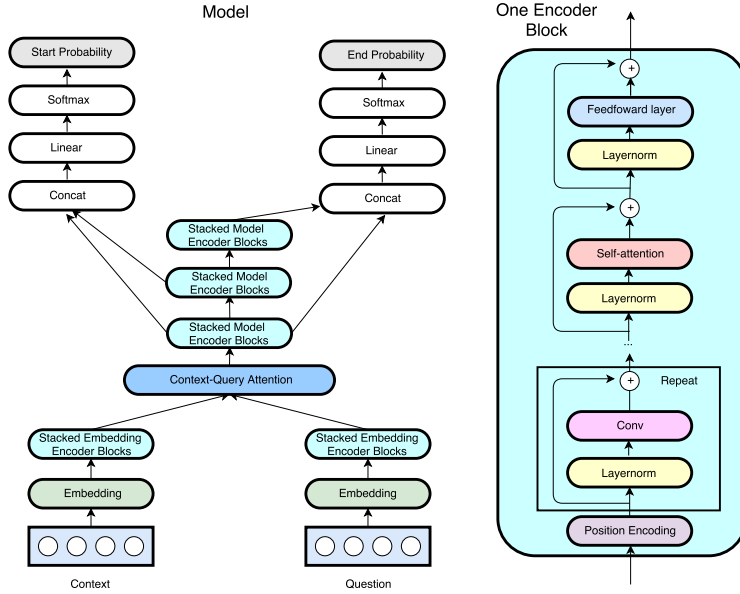 Model
Start Probability
Softmax
Linear
Concat
End Probability
Softmax
Linear
Concat
Stacked Model
Encoder Blocks
Stacked Model
Encoder Blocks
Stacked Model
Encoder Blocks
Context-Query Attention
Stacked Embedding
Encoder Blocks
Stacked Embedding
Encoder Blocks
Embedding
Embedding
Context
Question
One Encoder
Block
+
Feedfoward layer
Layernorm
+
Self-attention
Layernorm
...
+
Repeat
Conv
Layernorm
Position Encoding